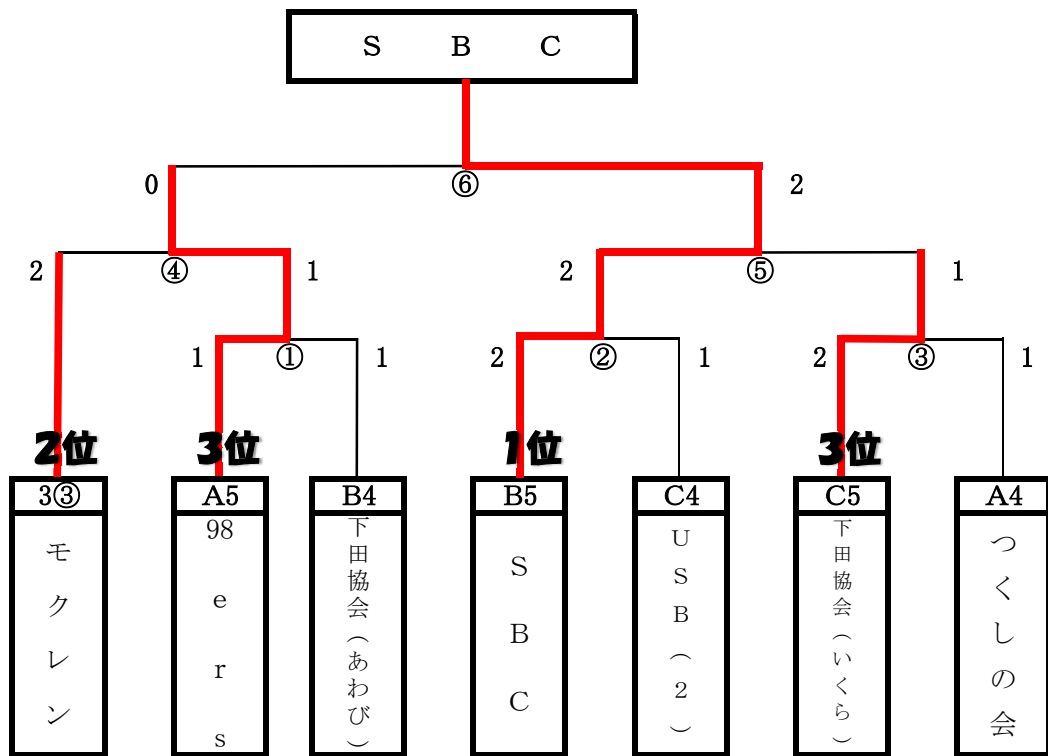 S B C
0 ⑥ 2
2 ④ 1 2 ⑤ 1
1 ① 1 2 ② 1 2 ③ 1
2位 3位 1位 3位
3③ A5 B4 B5 C4 C5 A4
モクレン
98ers
下田協会(あわび)
SBC
USB(2)
下田協会(いくら)
つくしの会